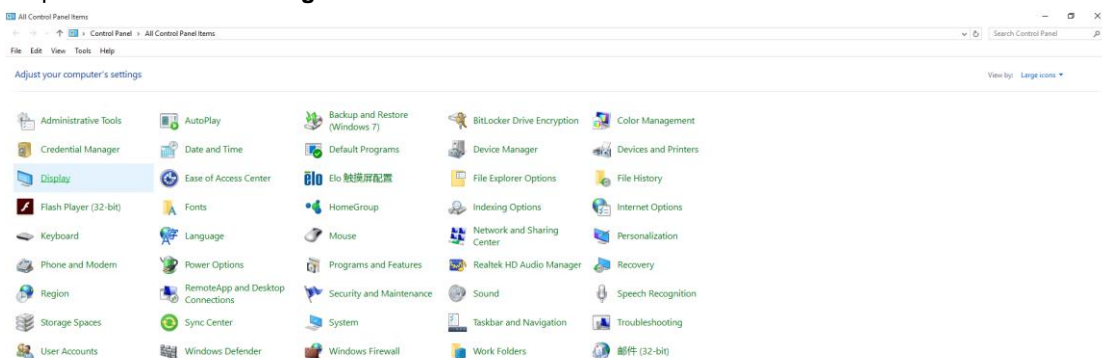 All Control Panel Items
Control Panel > All Control Panel Items
Search Control Panel
File Edit View Tools Help
Adjust your computer's settings
View by: Large icons
Administrative Tools
AutoPlay
Backup and Restore
(Windows 7)
BitLocker Drive Encryption
Color Management
Credential Manager
Date and Time
Default Programs
Device Manager
Devices and Printers
Display
Ease of Access Center
elo Elo 触摸屏配置
File Explorer Options
File History
Flash Player (32-bit)
Fonts
HomeGroup
Indexing Options
Internet Options
Keyboard
Language
Mouse
Network and Sharing
Center
Personalization
Phone and Modem
Power Options
Programs and Features
Realtek HD Audio Manager
Recovery
Region
RemoteApp and Desktop
Connections
Security and Maintenance
Sound
Speech Recognition
Storage Spaces
Sync Center
System
Taskbar and Navigation
Troubleshooting
User Accounts
Windows Defender
Windows Firewall
Work Folders
邮件 (32-bit)